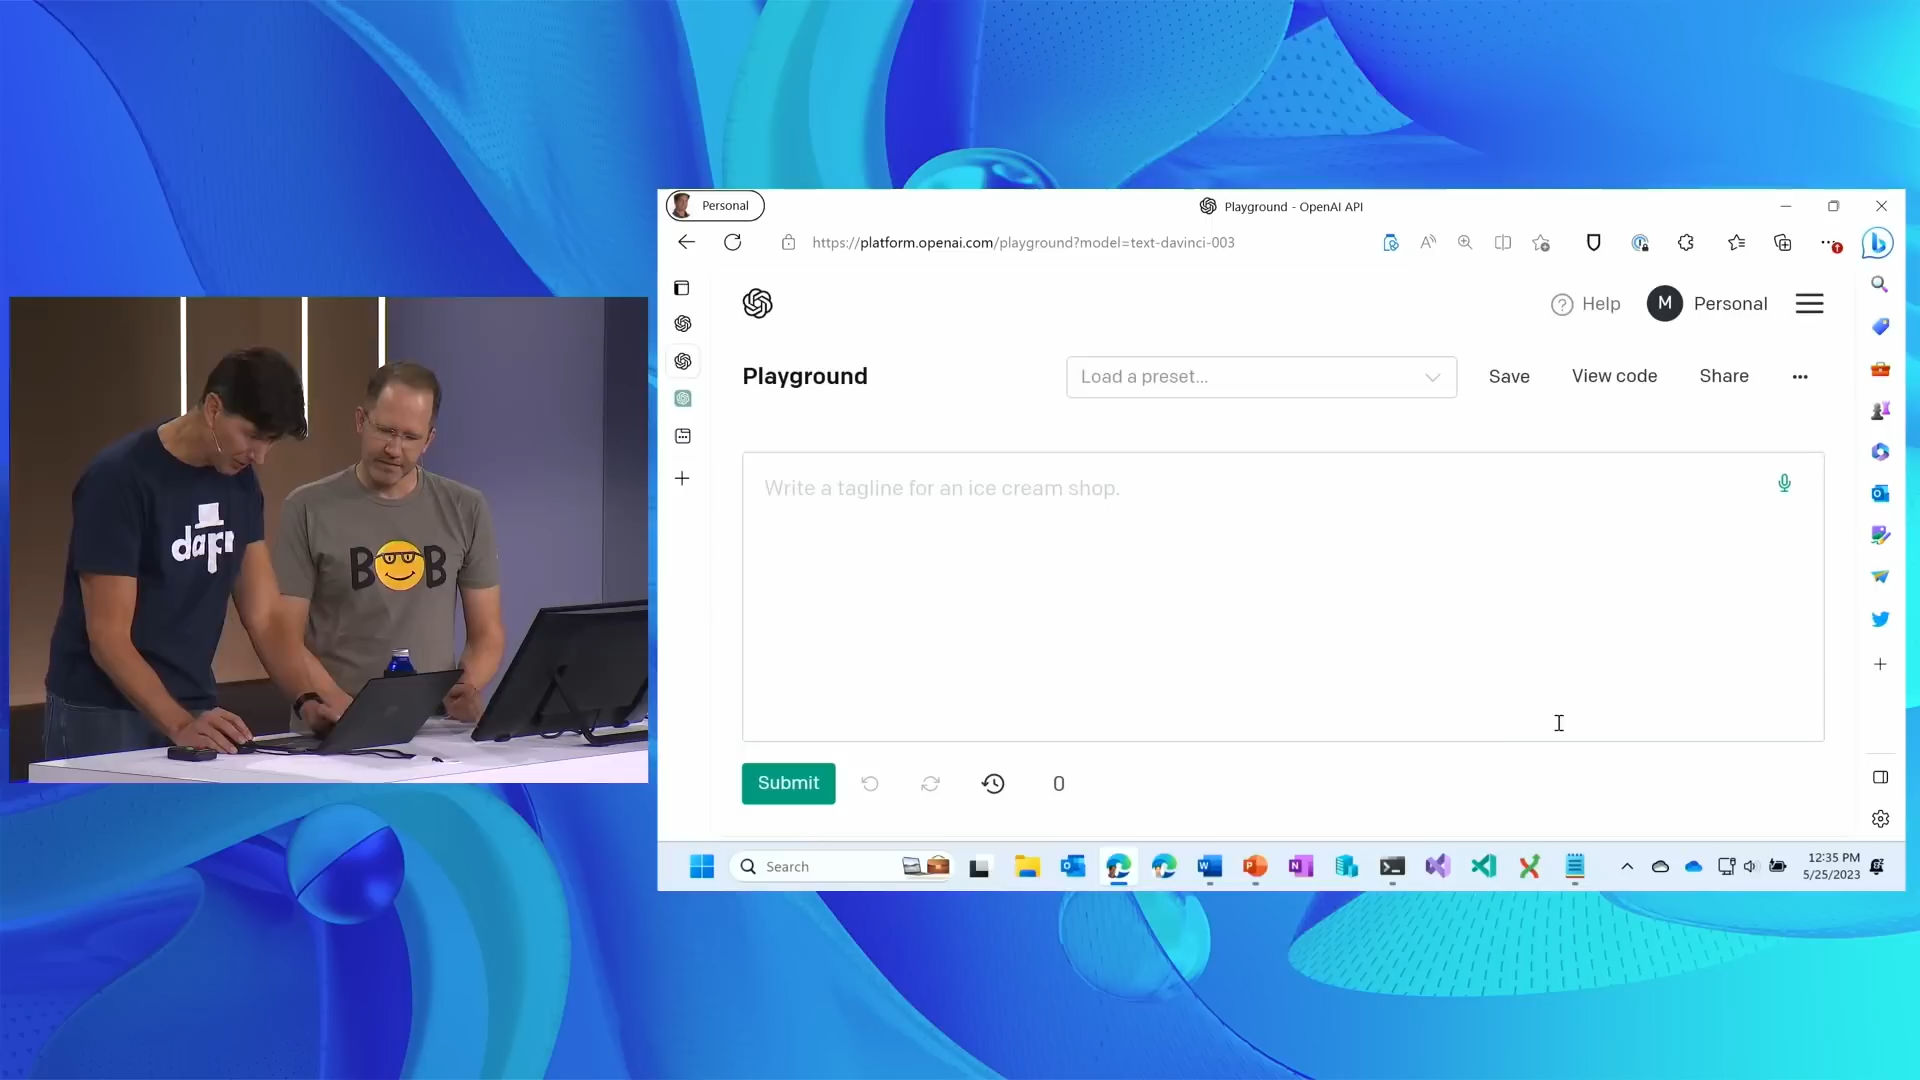 Personal
Playground - OpenAI API
https://platform.openai.com/playground?model=text-davinci-003
Help
M
Personal
Playground
Load a preset...
Save
View code
Share
Write a tagline for an ice cream shop.
Submit
0
Search
12:35 PM
5/25/2023
dapr
BOB